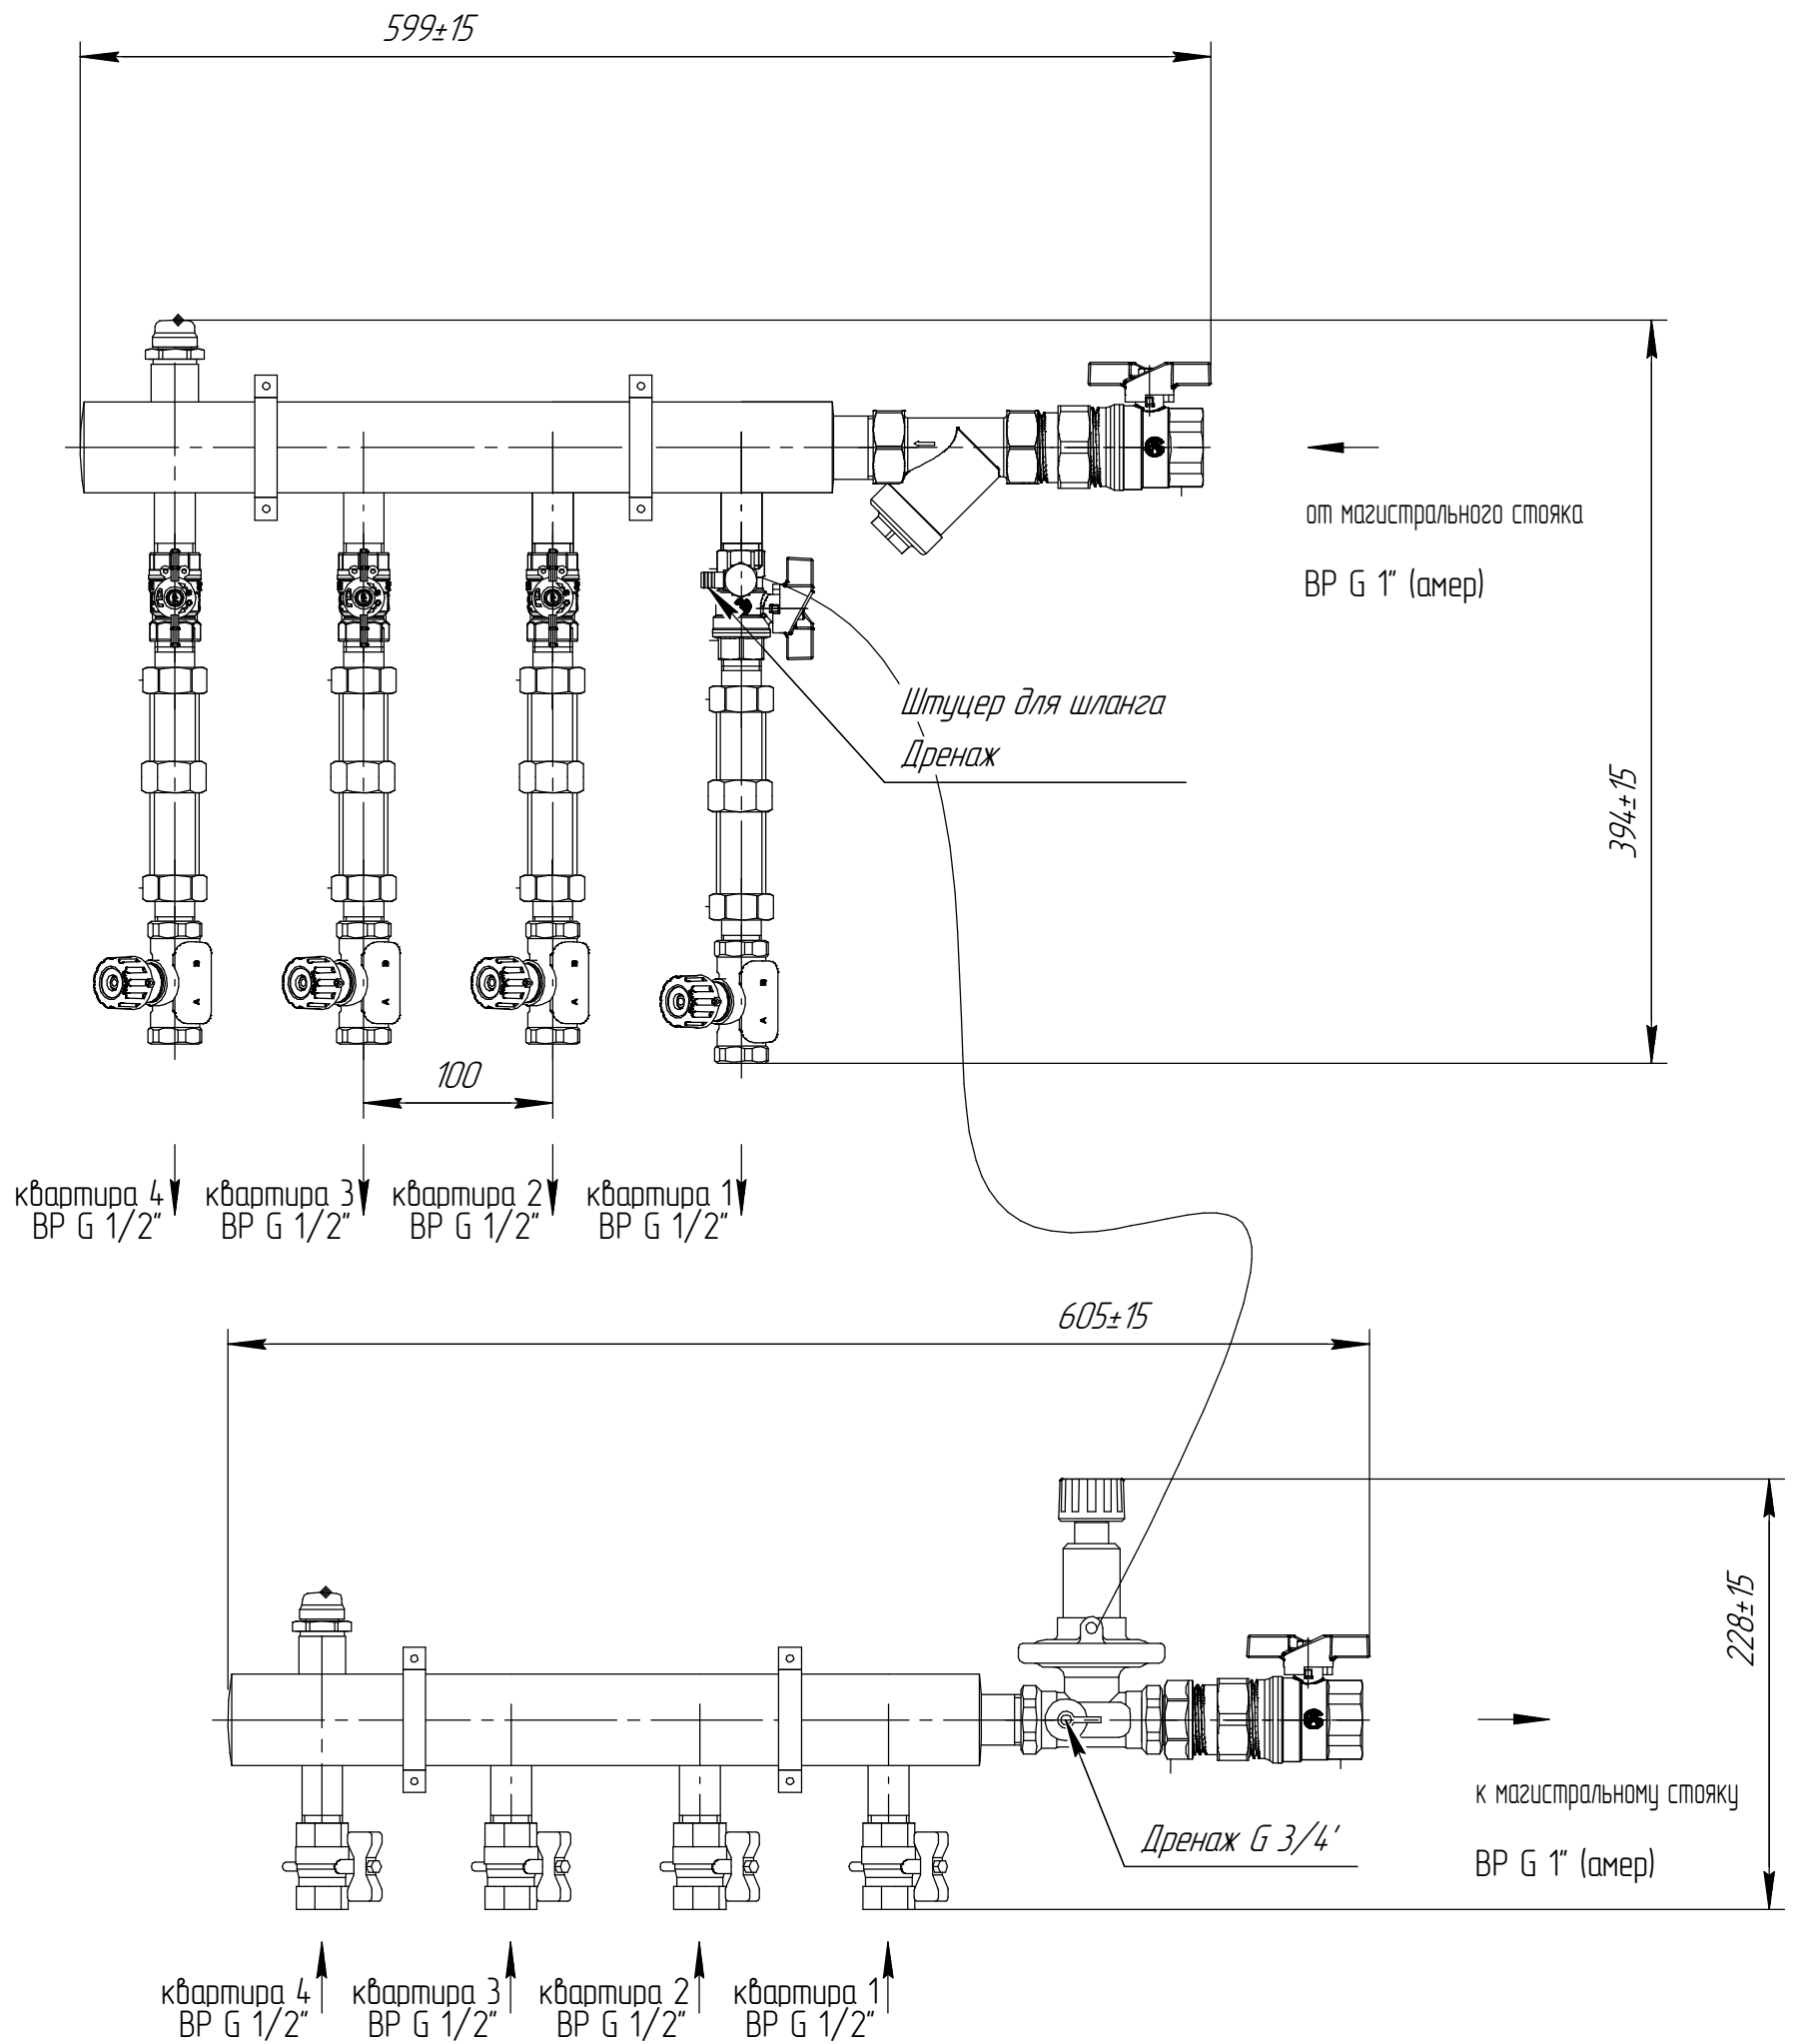 599±15
от магистрального стояка
ВР G 1" (амер)
Штуцер для шланга
Дренаж
394±15
100
квартира 4
ВР G 1/2"
квартира 3
ВР G 1/2"
квартира 2
ВР G 1/2"
квартира 1
ВР G 1/2"
605±15
228±15
к магистральному стояку
ВР G 1" (амер)
Дренаж G 3/4'
квартира 4
ВР G 1/2"
квартира 3
ВР G 1/2"
квартира 2
ВР G 1/2"
квартира 1
ВР G 1/2"